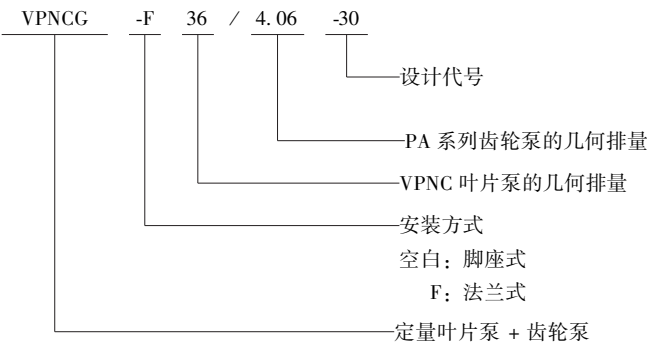 VPNCG -F 36 / 4.06 -30
设计代号
PA 系列齿轮泵的几何排量
VPNC 叶片泵的几何排量
安装方式
空白：脚座式
F：法兰式
定量叶片泵 + 齿轮泵